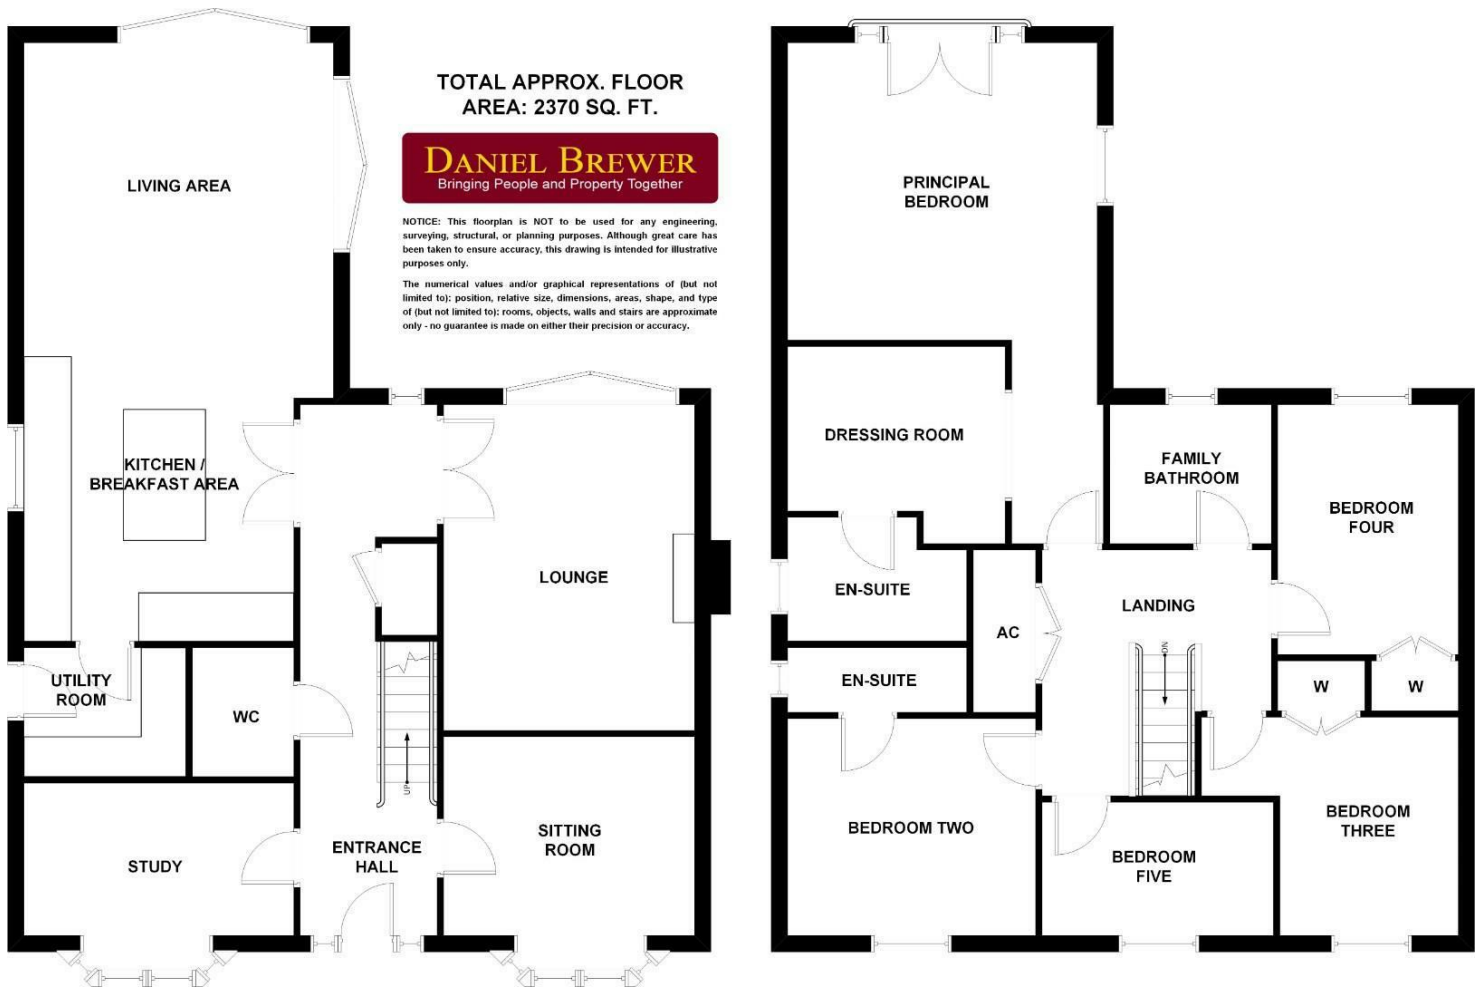 TOTAL APPROX. FLOOR
AREA: 2370 SQ. FT.
DANIEL BREWER
Bringing People and Property Together
NOTICE: This floorplan is NOT to be used for any engineering,
surveying, structural, or planning purposes. Although great care has
been taken to ensure accuracy, this drawing is intended for illustrative
purposes only.
The numerical values and/or graphical representations of (but not
limited to): position, relative size, dimensions, areas, shape, and type
of (but not limited to): rooms, objects, walls and stairs are approximate
only - no guarantee is made on either their precision or accuracy.
LIVING AREA
KITCHEN /
BREAKFAST AREA
LOUNGE
UTILITY
ROOM
WC
UP
STUDY
ENTRANCE
HALL
SITTING
ROOM
PRINCIPAL
BEDROOM
DRESSING ROOM
FAMILY
BATHROOM
BEDROOM
FOUR
EN-SUITE
AC
LANDING
DN
EN-SUITE
W
W
BEDROOM TWO
BEDROOM
FIVE
BEDROOM
THREE